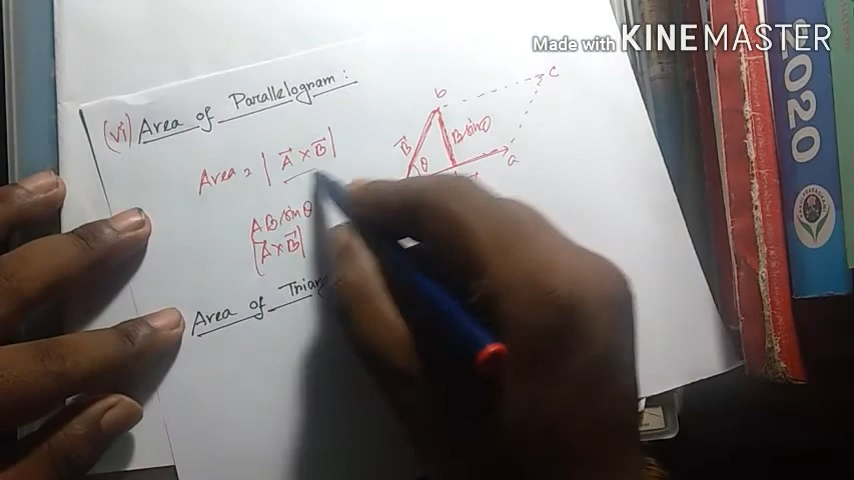 Made with KINEMASTER
(vi) Area of Parallelogram :
Area = | A⃗ × B⃗ |
AB sinθ
|A⃗ × B⃗|
Area of
b
c
B⃗
θ
B sinθ
a
2020